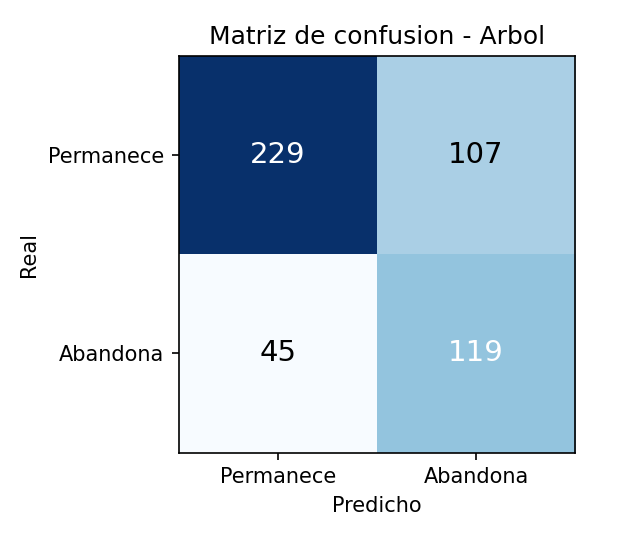 Matriz de confusion - Arbol
Real
Permanece
229
107
Abandona
45
119
Permanece
Abandona
Predicho